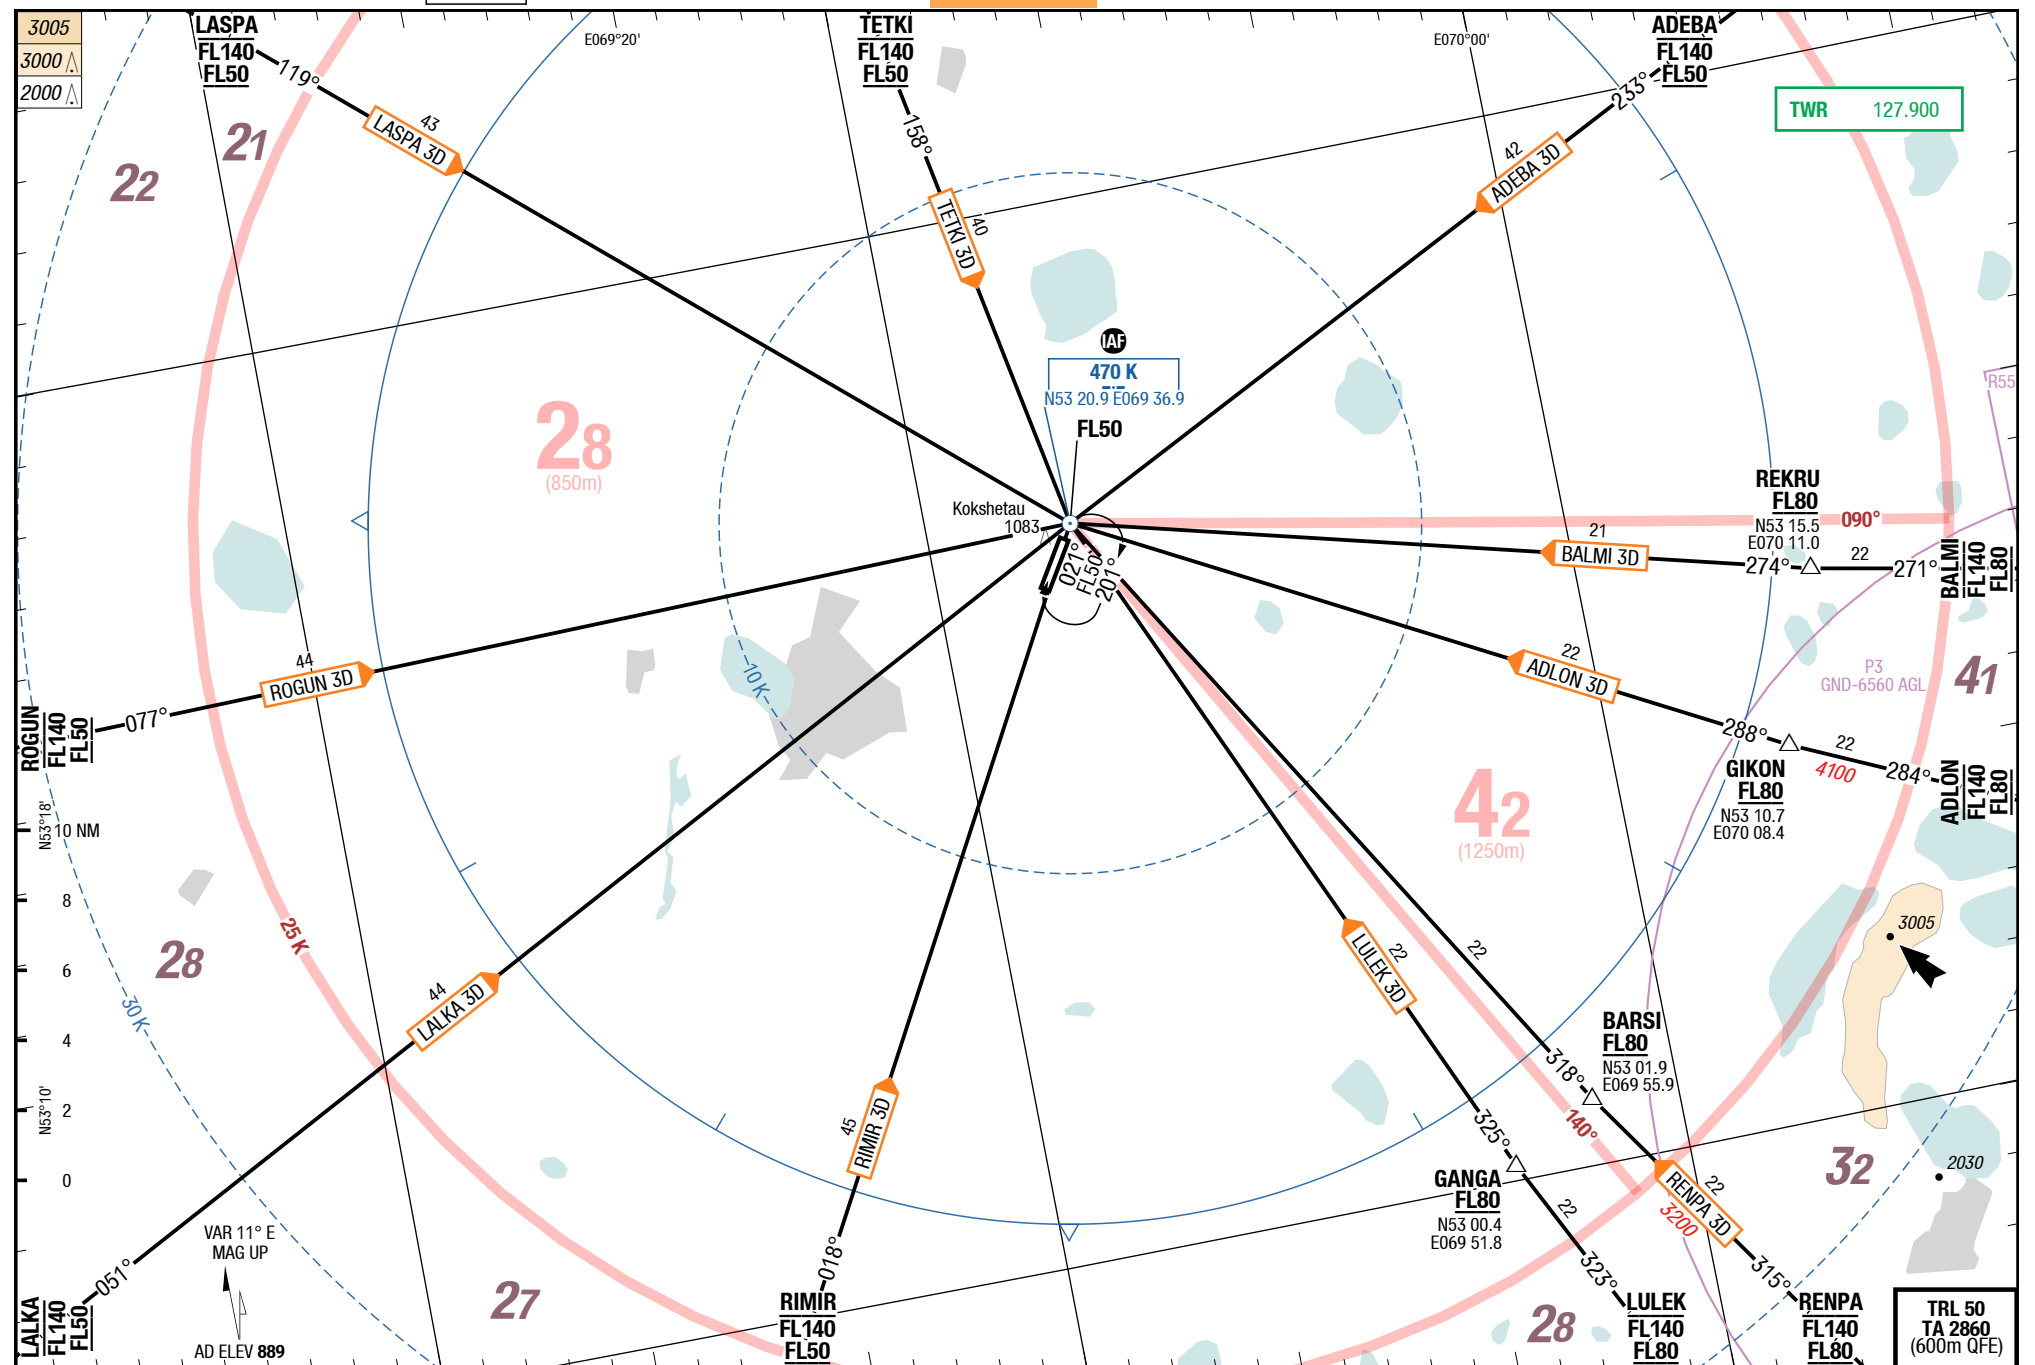 3005
3000
2000
LASPA
FL140
FL50
119°
43
LASPA 3D
E069°20'
TETKI
FL140
FL50
158°
40
TETKI 3D
E070°00'
ADEBA
FL140
FL50
233°
42
ADEBA 3D
TWR 127.900
21
22
IAF
470 K
N53 20.9 E069 36.9
FL50
28
(850m)
Kokshetau
1083
021°
FL50
201°
R55
REKRU
FL80
N53 15.5
E070 11.0
090°
21
BALMI 3D
274°
22
271°
BALMI
FL140
FL80
P3
GND-6560 AGL
41
22
ADLON 3D
288°
22
4100
284°
ADLON
FL140
FL80
GIKON
FL80
N53 10.7
E070 08.4
44
ROGUN 3D
077°
ROGUN
FL140
FL50
10 K
N53°18'
10 NM
8
6
4
2
0
N53°10'
25 K
28
30 K
42
(1250m)
3005
44
LALKA 3D
051°
LALKA
FL140
FL50
22
LULEK 3D
22
BARSI
FL80
N53 01.9
E069 55.9
318°
140°
325°
GANGA
FL80
N53 00.4
E069 51.8
22
323°
LULEK
FL140
FL80
22
RENPA 3D
3200
315°
RENPA
FL140
FL80
32
2030
45
RIMIR 3D
018°
RIMIR
FL140
FL50
27
28
VAR 11° E
MAG UP
AD ELEV 889
TRL 50
TA 2860
(600m QFE)